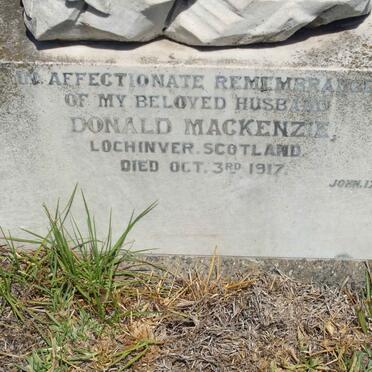 IN AFFECTIONATE REMEMBRANCE
OF MY BELOVED HUSBAND
DONALD MACKENZIE,
LOCHINVER. SCOTLAND.
DIED OCT. 3RD 1917.
JOHN.